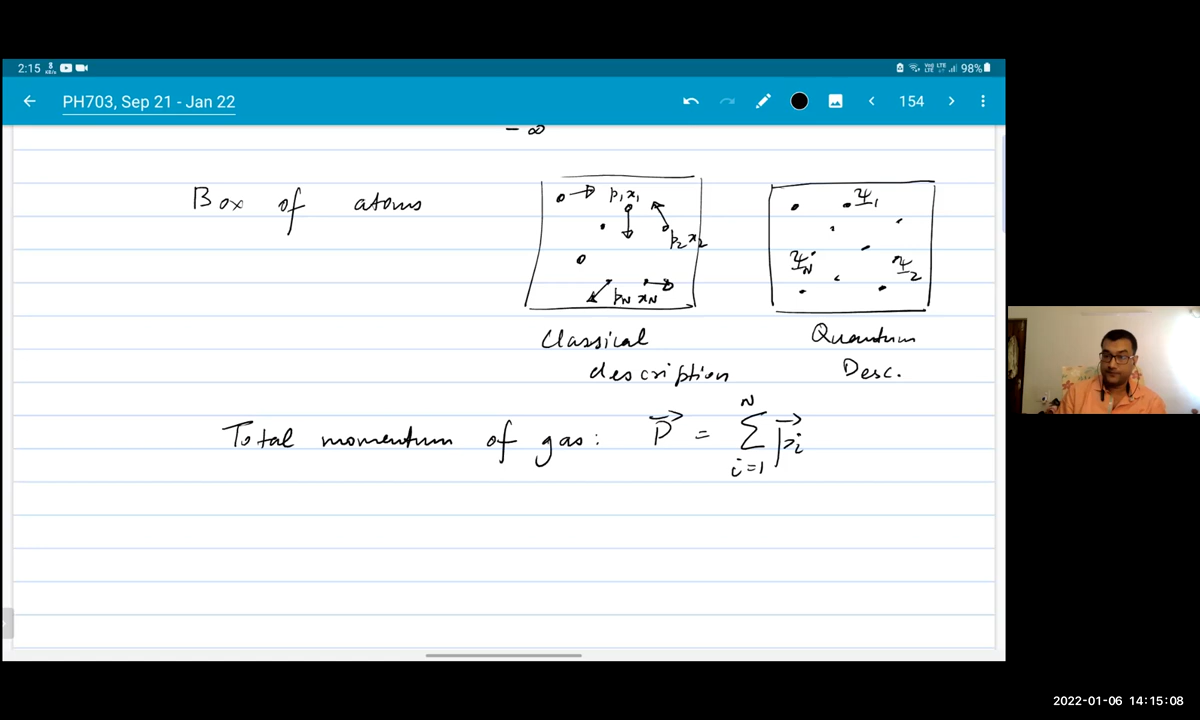 2:15 98%
PH703, Sep 21 - Jan 22 154
- ∞
Box of atoms
p₁x₁
p₂x₂
p_N x_N
Ψ₁
Ψ_N Ψ₂
Classical description
Quantum Desc.
Total momentum of gas: P⃗ = Σ_{i=1}^{N} p⃗ᵢ
2022-01-06 14:15:08